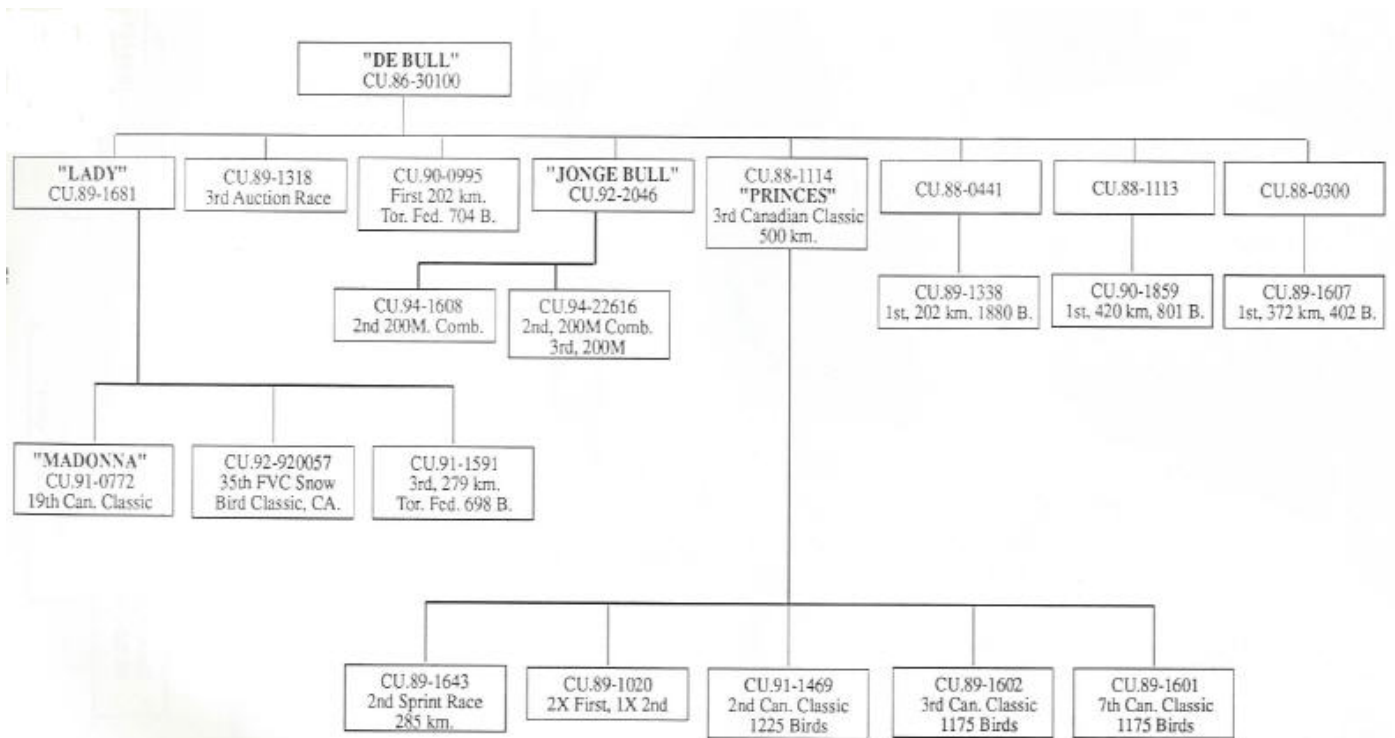 "DE BULL"
CU.86-30100
"LADY"
CU.89-1681
CU.89-1318
3rd Auction Race
CU.90-0995
First 202 km.
Tor. Fed. 704 B.
"JONGE BULL"
CU.92-2046
CU.88-1114
"PRINCES"
3rd Canadian Classic
500 km.
CU.88-0441
CU.88-1113
CU.88-0300
CU.94-1608
2nd 200M. Comb.
CU.94-22616
2nd, 200M Comb.
3rd, 200M
CU.89-1338
1st, 202 km. 1880 B.
CU.90-1859
1st, 420 km, 801 B.
CU.89-1607
1st, 372 km, 402 B.
"MADONNA"
CU.91-0772
19th Can. Classic
CU.92-920057
35th FVC Snow
Bird Classic, CA.
CU.91-1591
3rd, 279 km.
Tor. Fed. 698 B.
CU.89-1643
2nd Sprint Race
285 km.
CU.89-1020
2X First, 1X 2nd
CU.91-1469
2nd Can. Classic
1225 Birds
CU.89-1602
3rd Can. Classic
1175 Birds
CU.89-1601
7th Can. Classic
1175 Birds